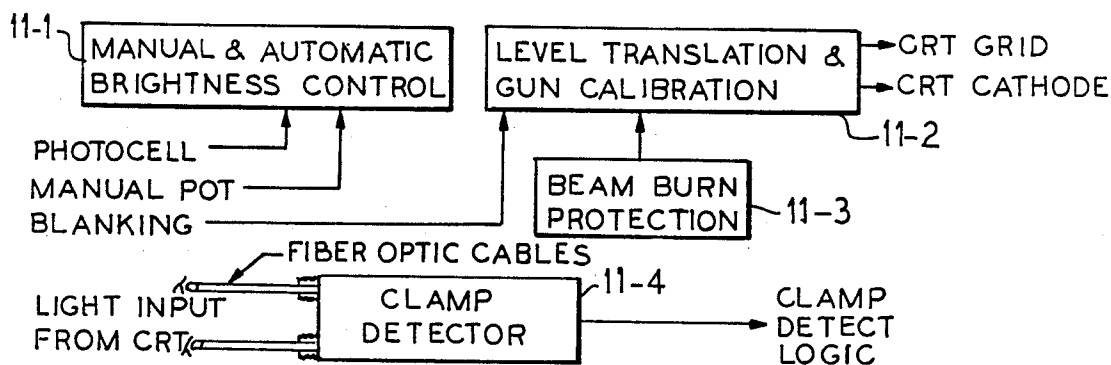 11-1
MANUAL & AUTOMATIC
BRIGHTNESS CONTROL
LEVEL TRANSLATION &
GUN CALIBRATION
CRT GRID
CRT CATHODE
11-2
PHOTOCELL
MANUAL POT
BLANKING
BEAM BURN
PROTECTION
11-3
FIBER OPTIC CABLES
LIGHT INPUT
FROM CRT
CLAMP
DETECTOR
11-4
CLAMP
DETECT
LOGIC